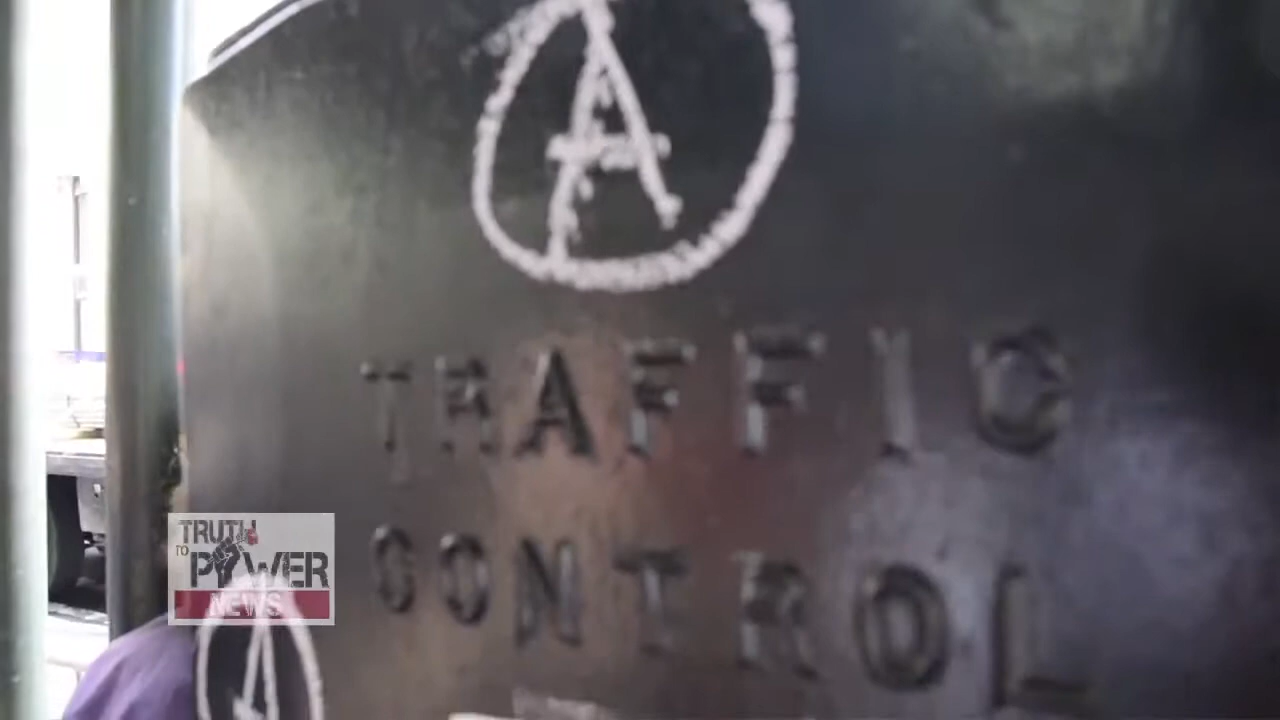 A
TRAFFIC
CONTROL
TRUTH
TO POWER
NEWS
A